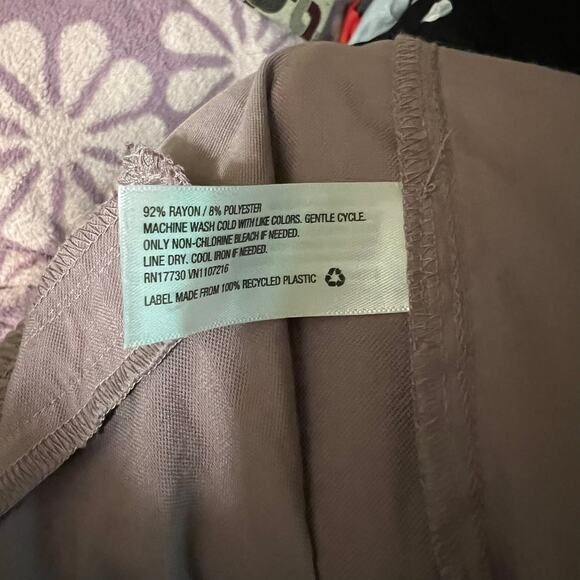 92% RAYON / 8% POLYESTER
MACHINE WASH COLD WITH LIKE COLORS. GENTLE CYCLE.
ONLY NON-CHLORINE BLEACH IF NEEDED.
LINE DRY. COOL IRON IF NEEDED.
RN17730 VN1107216
LABEL MADE FROM 100% RECYCLED PLASTIC